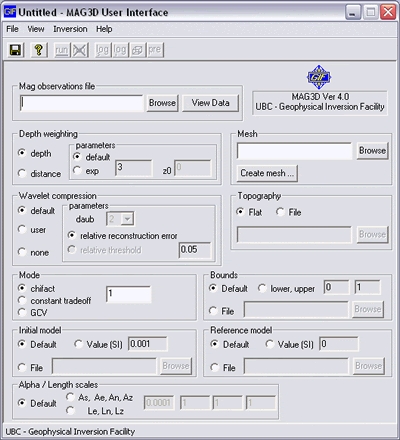 GIF Untitled - MAG3D User Interface
File View Inversion Help
? run log log pre
Mag observations file
Browse View Data
GIF
MAG3D Ver 4.0
UBC - Geophysical Inversion Facility
Depth weighting
parameters
depth default
distance exp 3 z0 0
Mesh
Browse
Create mesh ...
Wavelet compression
parameters
default daub 2
user relative reconstruction error
none relative threshold 0.05
Topography
Flat File
Browse
Mode
chifact 1
constant tradeoff
GCV
Bounds
Default lower, upper 0 1
File Browse
Initial model
Default Value (SI) 0.001
File Browse
Reference model
Default Value (SI) 0
File Browse
Alpha / Length scales
Default As, Ae, An, Az 0.0001 1 1 1
Le, Ln, Lz
UBC - Geophysical Inversion Facility